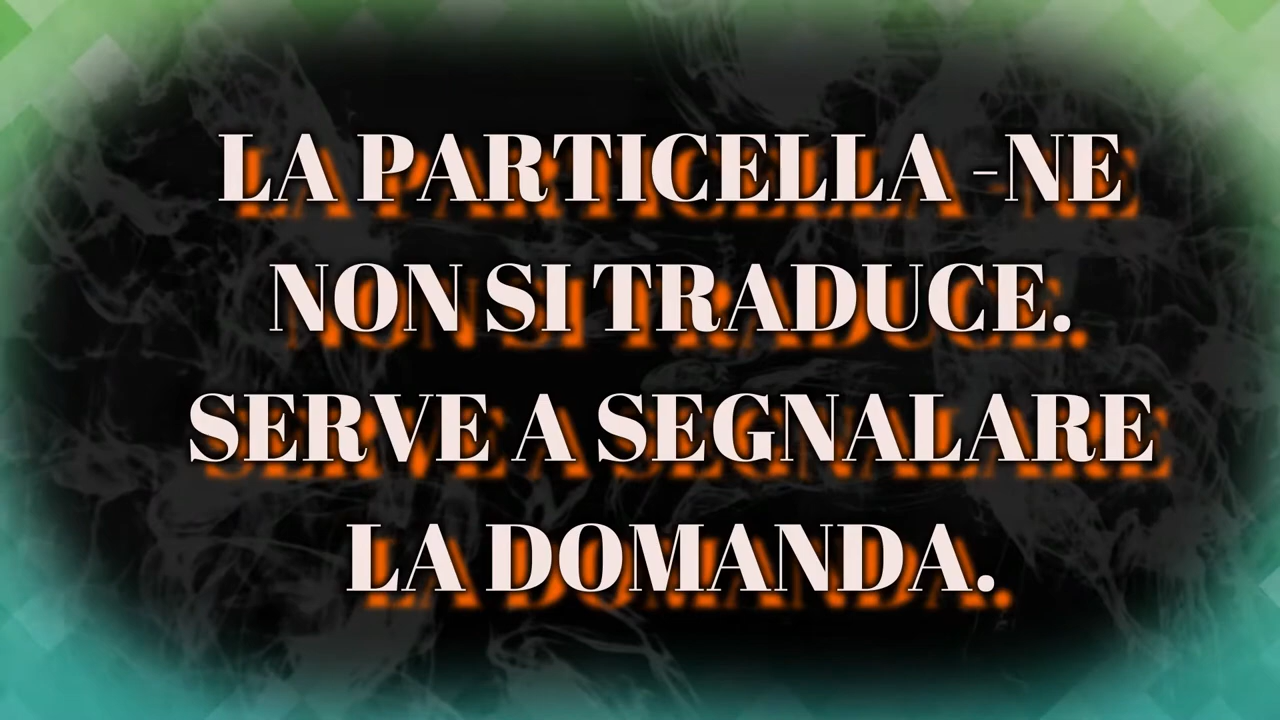 LA PARTICELLA -NE
NON SI TRADUCE.
SERVE A SEGNALARE
LA DOMANDA.